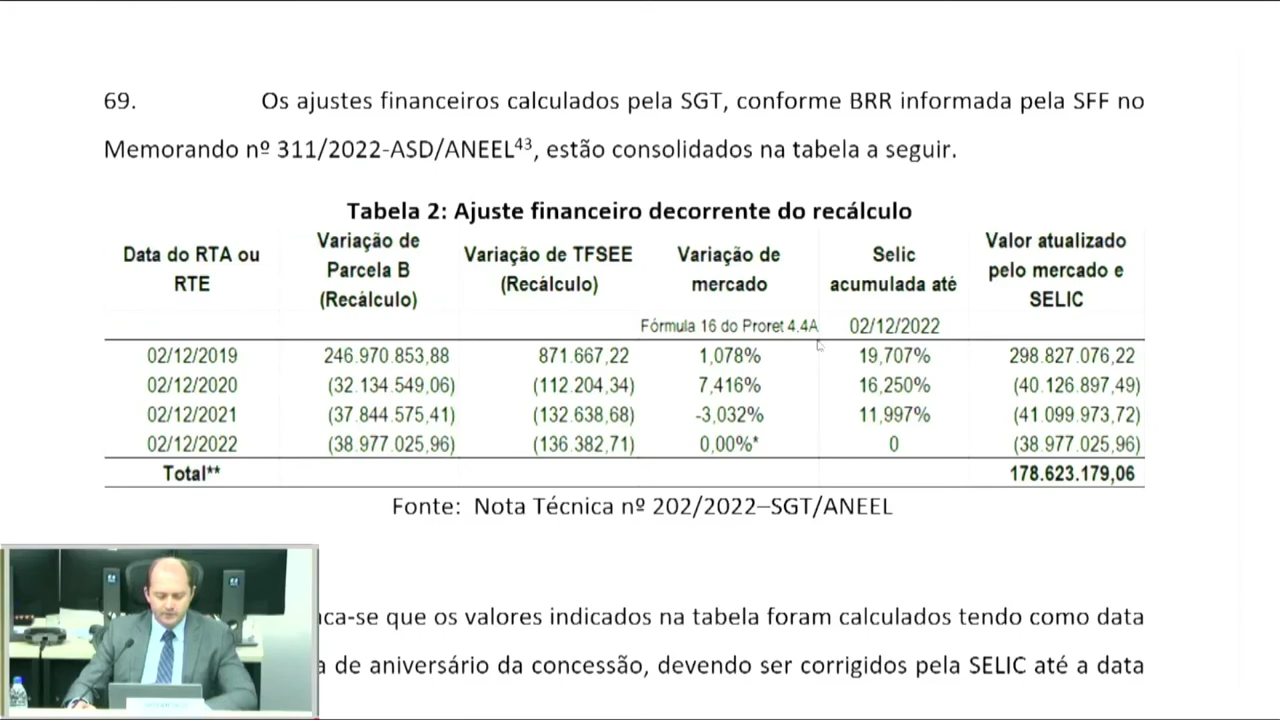 69. Os ajustes financeiros calculados pela SGT, conforme BRR informada pela SFF no
Memorando nº 311/2022-ASD/ANEEL⁴³, estão consolidados na tabela a seguir.
Tabela 2: Ajuste financeiro decorrente do recálculo
Data do RTA ou RTE Variação de Parcela B (Recálculo) Variação de TFSEE (Recálculo) Variação de mercado Selic acumulada até Valor atualizado pelo mercado e SELIC
Fórmula 16 do Proret 4.4A 02/12/2022
02/12/2019 246.970.853,88 871.667,22 1,078% 19,707% 298.827.076,22
02/12/2020 (32.134.549,06) (112.204,34) 7,416% 16,250% (40.126.897,49)
02/12/2021 (37.844.575,41) (132.638,68) -3,032% 11,997% (41.099.973,72)
02/12/2022 (38.977.025,96) (136.382,71) 0,00%* 0 (38.977.025,96)
Total** 178.623.179,06
Fonte: Nota Técnica nº 202/2022–SGT/ANEEL
ca-se que os valores indicados na tabela foram calculados tendo como data
a de aniversário da concessão, devendo ser corrigidos pela SELIC até a data